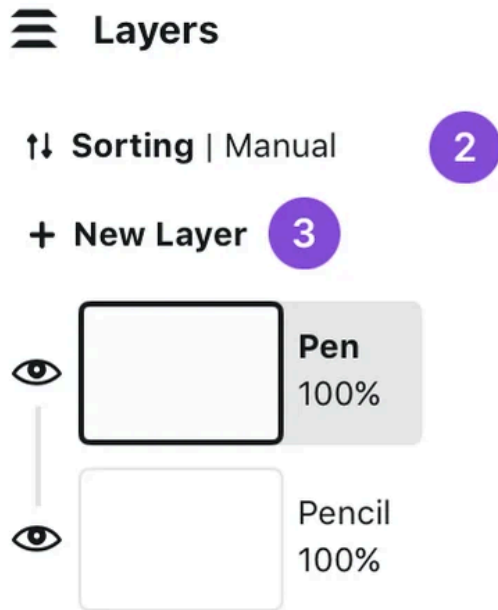 Layers
Sorting | Manual 2
+ New Layer 3
Pen
100%
Pencil
100%